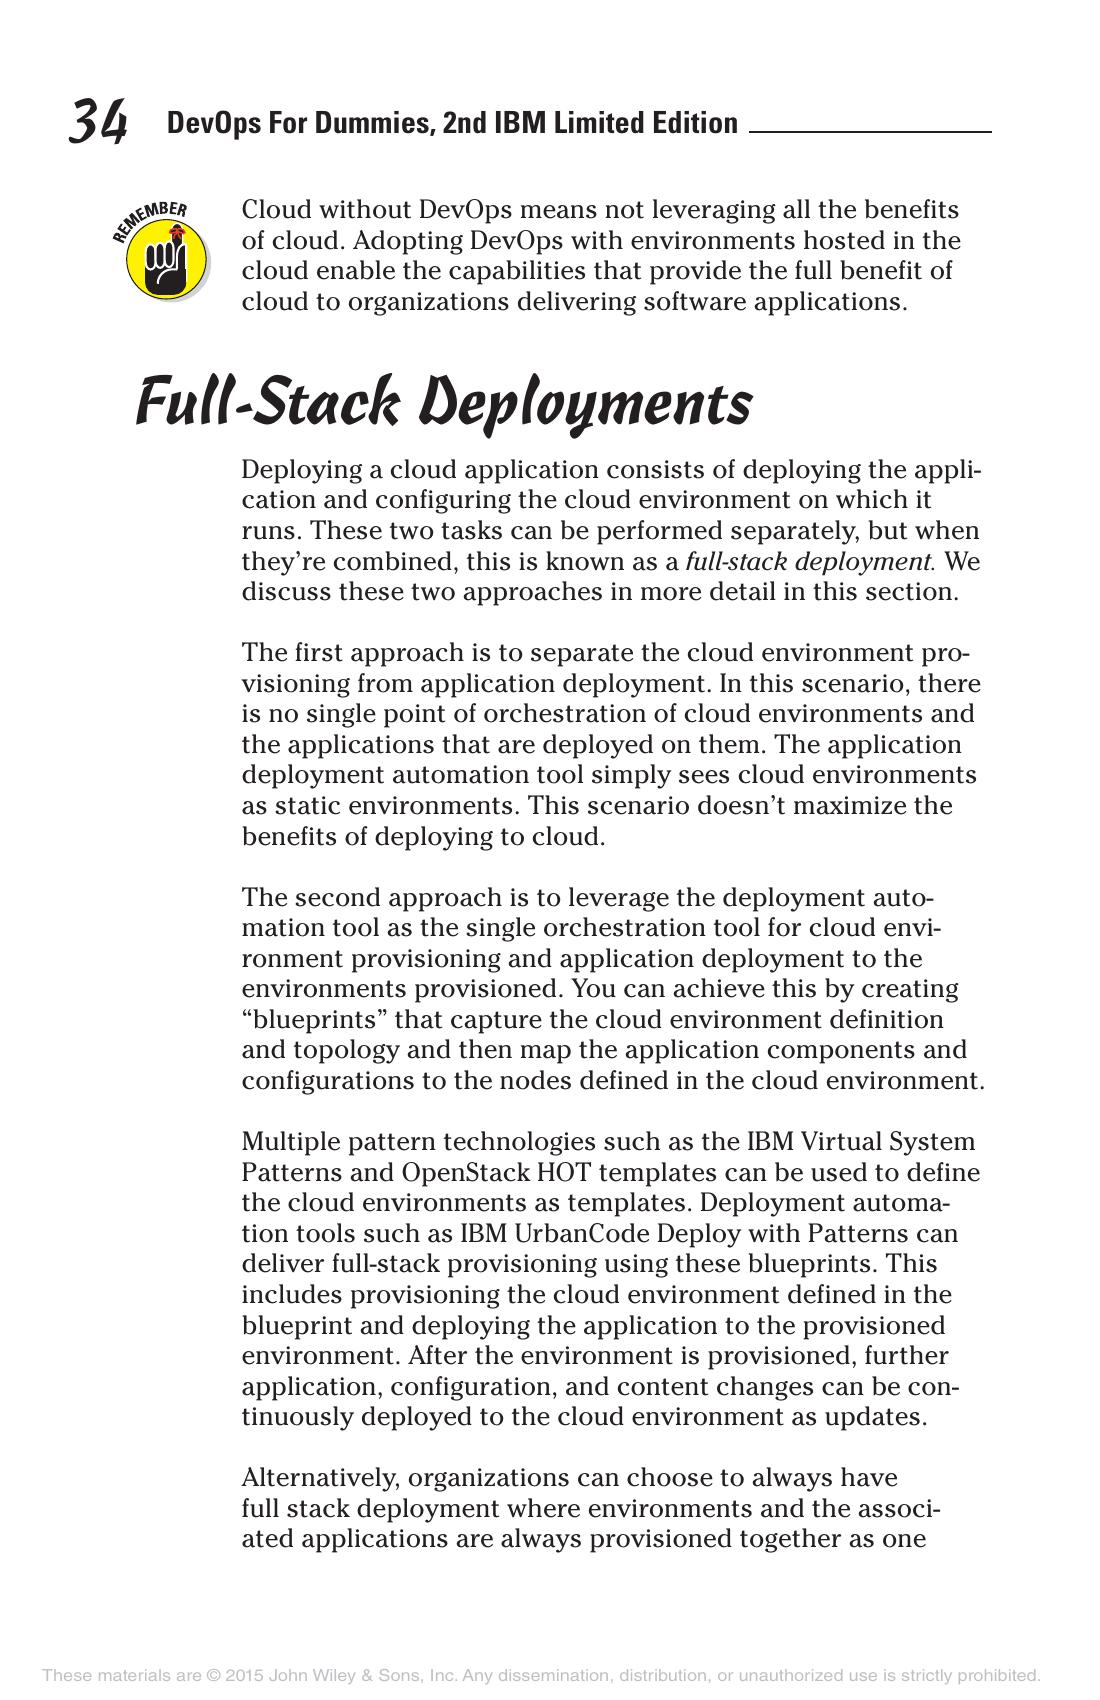 34 DevOps For Dummies, 2nd IBM Limited Edition
REMEMBER
Cloud without DevOps means not leveraging all the benefits
of cloud. Adopting DevOps with environments hosted in the
cloud enable the capabilities that provide the full benefit of
cloud to organizations delivering software applications.
Full-Stack Deployments
Deploying a cloud application consists of deploying the appli-
cation and configuring the cloud environment on which it
runs. These two tasks can be performed separately, but when
they’re combined, this is known as a full-stack deployment. We
discuss these two approaches in more detail in this section.
The first approach is to separate the cloud environment pro-
visioning from application deployment. In this scenario, there
is no single point of orchestration of cloud environments and
the applications that are deployed on them. The application
deployment automation tool simply sees cloud environments
as static environments. This scenario doesn’t maximize the
benefits of deploying to cloud.
The second approach is to leverage the deployment auto-
mation tool as the single orchestration tool for cloud envi-
ronment provisioning and application deployment to the
environments provisioned. You can achieve this by creating
“blueprints” that capture the cloud environment definition
and topology and then map the application components and
configurations to the nodes defined in the cloud environment.
Multiple pattern technologies such as the IBM Virtual System
Patterns and OpenStack HOT templates can be used to define
the cloud environments as templates. Deployment automa-
tion tools such as IBM UrbanCode Deploy with Patterns can
deliver full-stack provisioning using these blueprints. This
includes provisioning the cloud environment defined in the
blueprint and deploying the application to the provisioned
environment. After the environment is provisioned, further
application, configuration, and content changes can be con-
tinuously deployed to the cloud environment as updates.
Alternatively, organizations can choose to always have
full stack deployment where environments and the associ-
ated applications are always provisioned together as one
These materials are © 2015 John Wiley & Sons, Inc. Any dissemination, distribution, or unauthorized use is strictly prohibited.